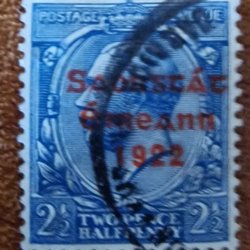 POSTAGE REVENUE
Saorstát
Éireann
1922
2½ TWO PENCE 2½
HALFPENNY